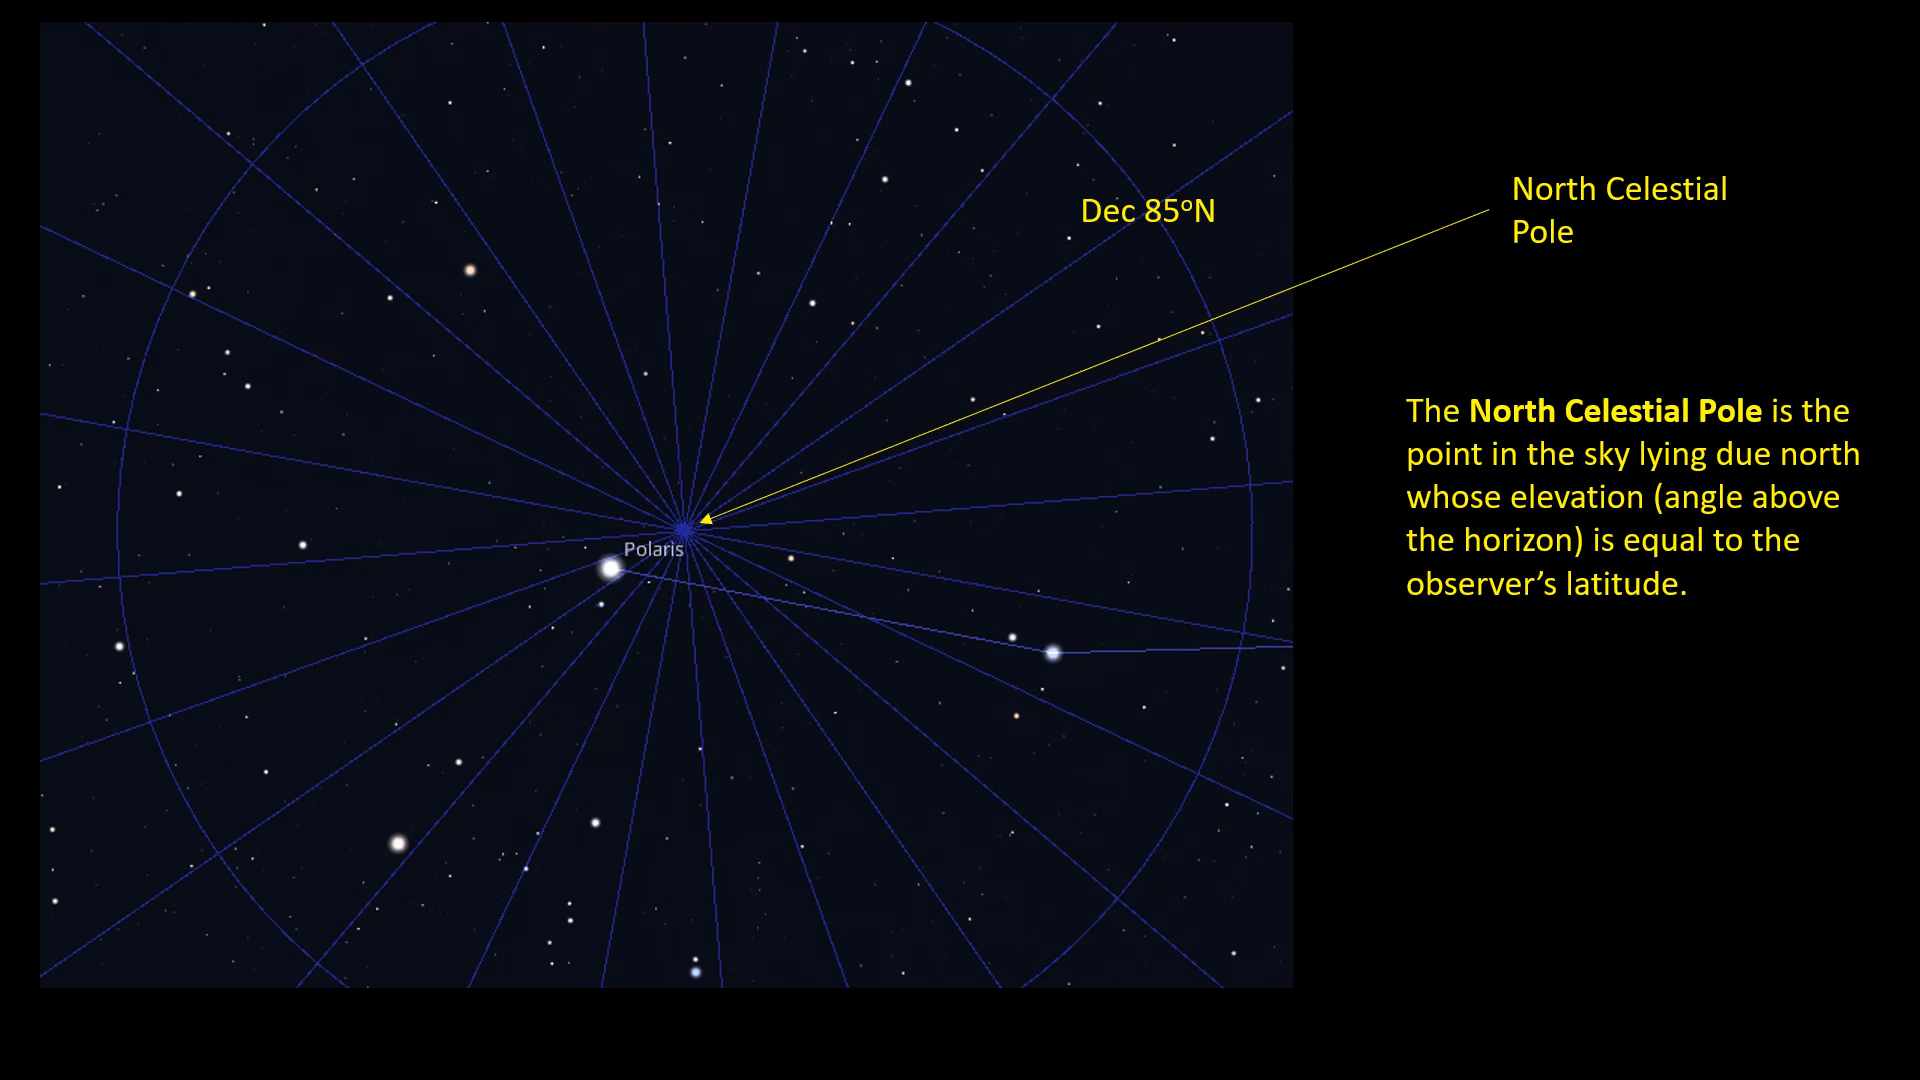 Dec 85ºN
North Celestial
Pole
The North Celestial Pole is the
point in the sky lying due north
whose elevation (angle above
the horizon) is equal to the
observer’s latitude.
Polaris